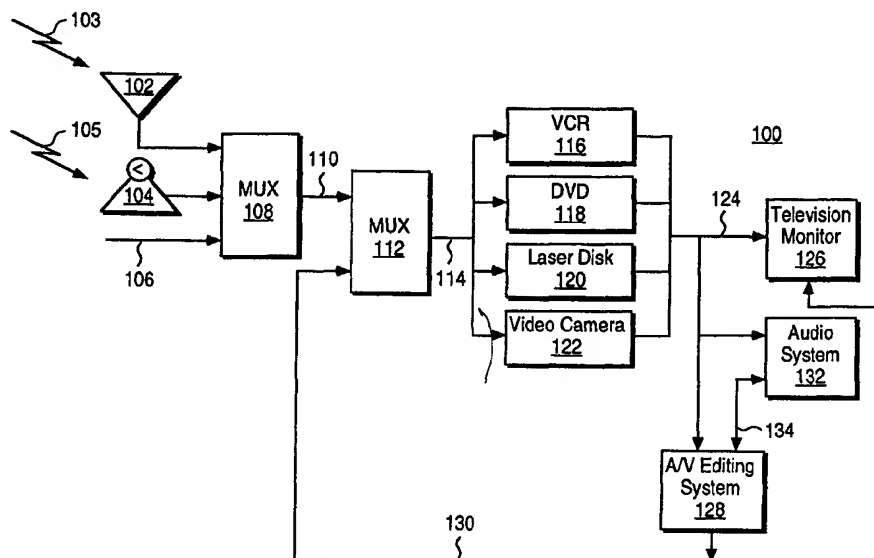 103
102
105
104
106
MUX
108
110
MUX
112
114
VCR
116
DVD
118
Laser Disk
120
Video Camera
122
100
124
Television
Monitor
126
Audio
System
132
134
A/V Editing
System
128
130